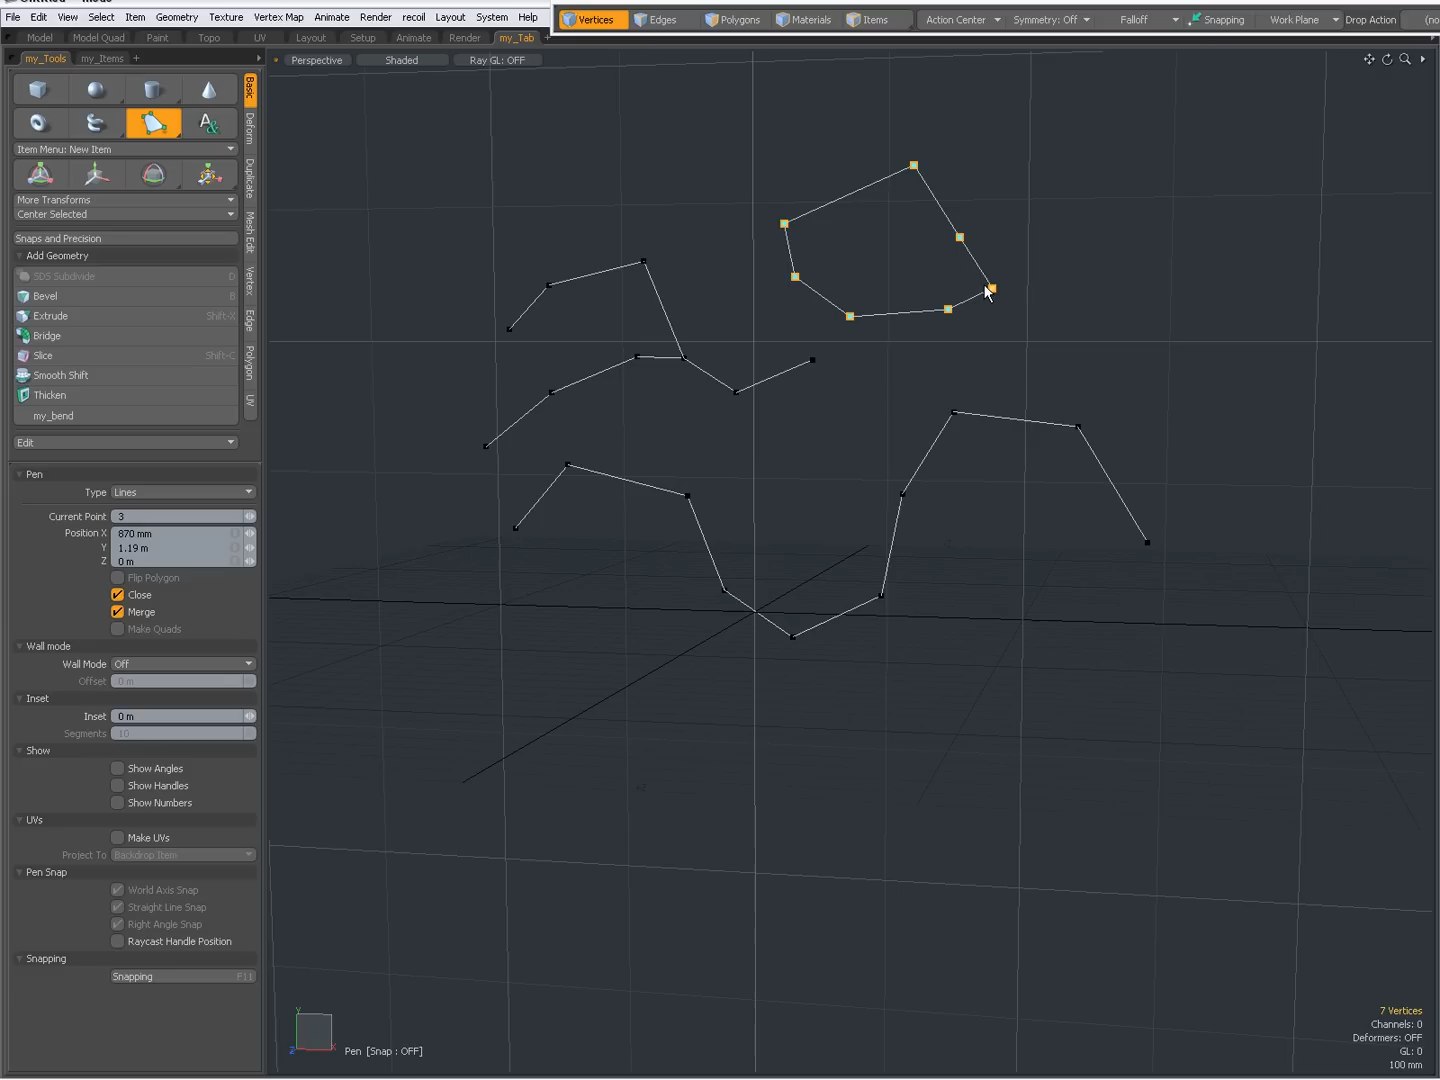 File Edit View Select Item Geometry Texture Vertex Map Animate Render recoil Layout System Help
Vertices Edges Polygons Materials Items Action Center Symmetry: Off Falloff Snapping Work Plane Drop Action (no
Model Model Quad Paint Topo UV Layout Setup Animate Render my_Tab +
my_Tools my_Items +
Perspective Shaded Ray GL: OFF
Basic
Deform
Duplicate
Mesh Edit
Vertex
Edge
Polygon
UV
Item Menu: New Item
More Transforms
Center Selected
Snaps and Precision
Add Geometry
SDS Subdivide D
Bevel B
Extrude Shift-X
Bridge
Slice Shift-C
Smooth Shift
Thicken
my_bend
Edit
Pen
Type Lines
Current Point 3
Position X 870 mm
Y 1.19 m
Z 0 m
Flip Polygon
Close
Merge
Make Quads
Wall mode
Wall Mode Off
Offset 0 m
Inset
Inset 0 m
Segments 10
Show
Show Angles
Show Handles
Show Numbers
UVs
Make UVs
Project To Backdrop Item
Pen Snap
World Axis Snap
Straight Line Snap
Right Angle Snap
Raycast Handle Position
Snapping
Snapping F11
Y
Z X
Pen [Snap : OFF]
7 Vertices
Channels: 0
Deformers: OFF
GL: 0
100 mm